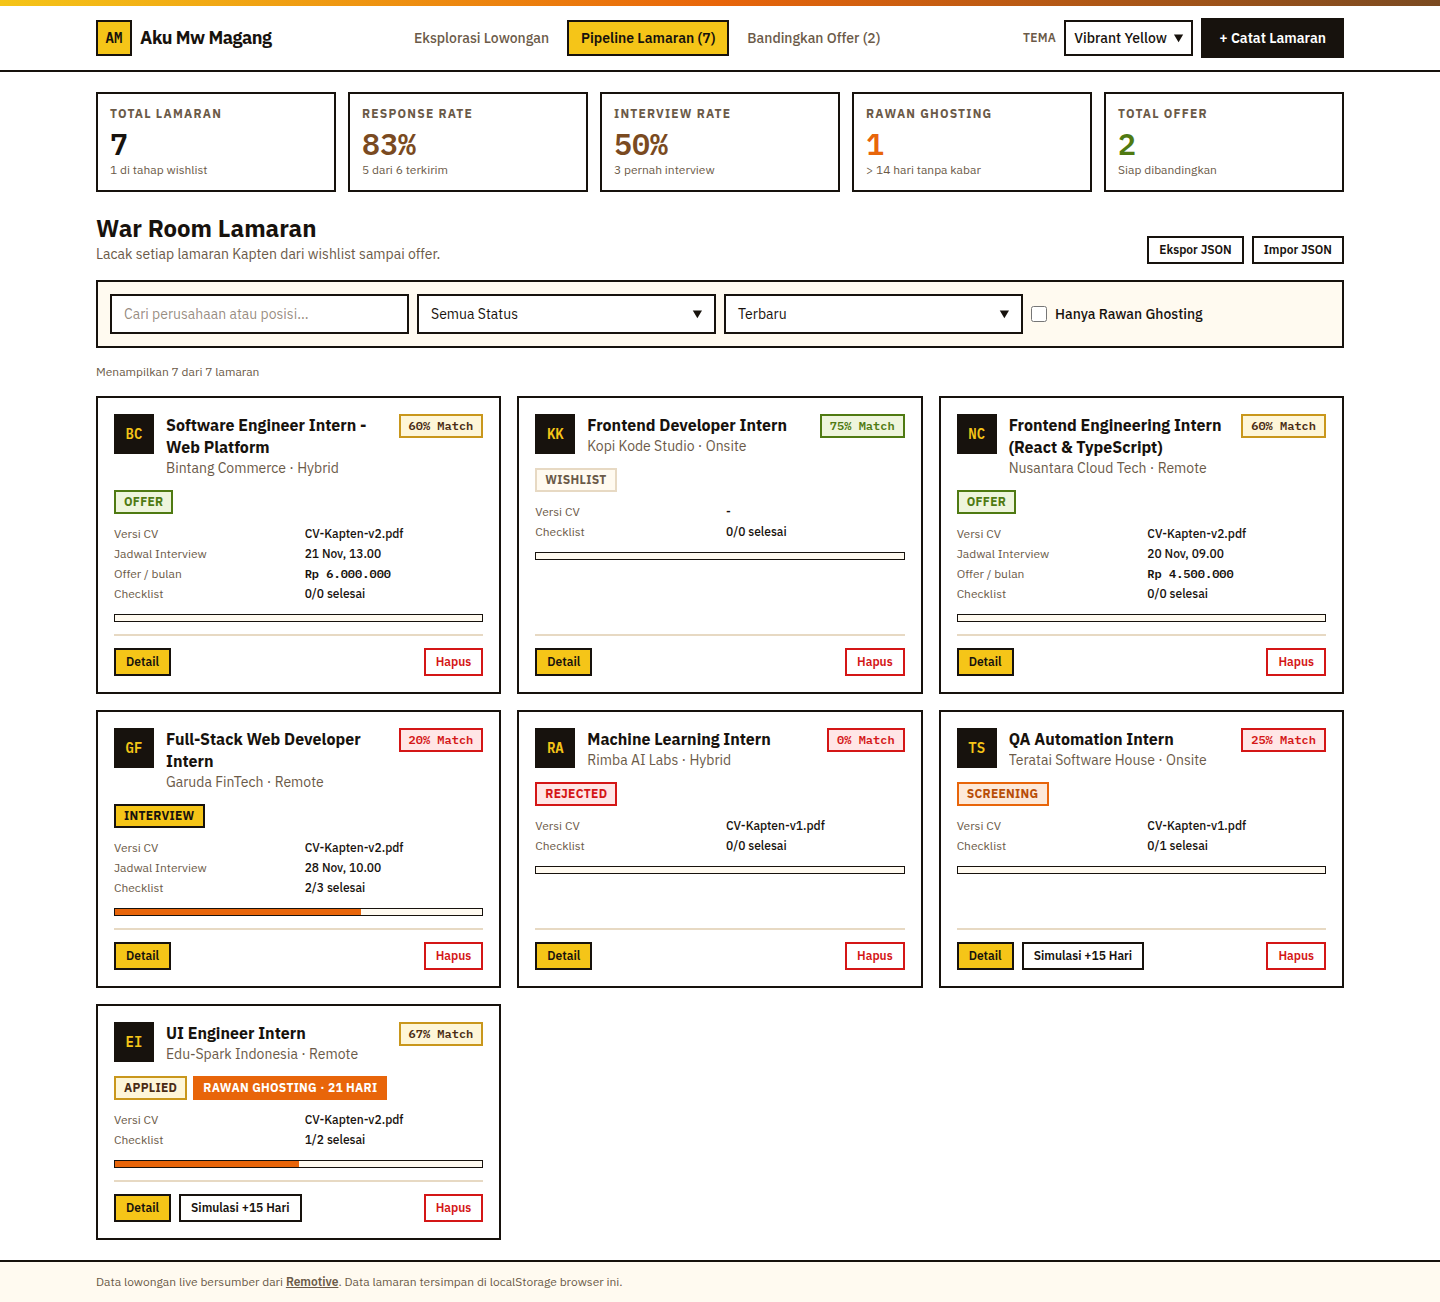 AM Aku Mw Magang Eksplorasi Lowongan Pipeline Lamaran (7) Bandingkan Offer (2) TEMA Vibrant Yellow ▼ + Catat Lamaran
TOTAL LAMARAN
7
1 di tahap wishlist
RESPONSE RATE
83%
5 dari 6 terkirim
INTERVIEW RATE
50%
3 pernah interview
RAWAN GHOSTING
1
> 14 hari tanpa kabar
TOTAL OFFER
2
Siap dibandingkan
War Room Lamaran
Lacak setiap lamaran Kapten dari wishlist sampai offer.
Ekspor JSON Impor JSON
Cari perusahaan atau posisi... Semua Status ▼ Terbaru ▼ Hanya Rawan Ghosting
Menampilkan 7 dari 7 lamaran
BC Software Engineer Intern - 60% Match
Web Platform
Bintang Commerce · Hybrid
OFFER
Versi CV CV-Kapten-v2.pdf
Jadwal Interview 21 Nov, 13.00
Offer / bulan Rp 6.000.000
Checklist 0/0 selesai
Detail Hapus
KK Frontend Developer Intern 75% Match
Kopi Kode Studio · Onsite
WISHLIST
Versi CV -
Checklist 0/0 selesai
Detail Hapus
NC Frontend Engineering Intern 60% Match
(React & TypeScript)
Nusantara Cloud Tech · Remote
OFFER
Versi CV CV-Kapten-v2.pdf
Jadwal Interview 20 Nov, 09.00
Offer / bulan Rp 4.500.000
Checklist 0/0 selesai
Detail Hapus
GF Full-Stack Web Developer 20% Match
Intern
Garuda FinTech · Remote
INTERVIEW
Versi CV CV-Kapten-v2.pdf
Jadwal Interview 28 Nov, 10.00
Checklist 2/3 selesai
Detail Hapus
RA Machine Learning Intern 0% Match
Rimba AI Labs · Hybrid
REJECTED
Versi CV CV-Kapten-v1.pdf
Checklist 0/0 selesai
Detail Hapus
TS QA Automation Intern 25% Match
Teratai Software House · Onsite
SCREENING
Versi CV CV-Kapten-v1.pdf
Checklist 0/1 selesai
Detail Simulasi +15 Hari Hapus
EI UI Engineer Intern 67% Match
Edu-Spark Indonesia · Remote
APPLIED RAWAN GHOSTING · 21 HARI
Versi CV CV-Kapten-v2.pdf
Checklist 1/2 selesai
Detail Simulasi +15 Hari Hapus
Data lowongan live bersumber dari Remotive. Data lamaran tersimpan di localStorage browser ini.